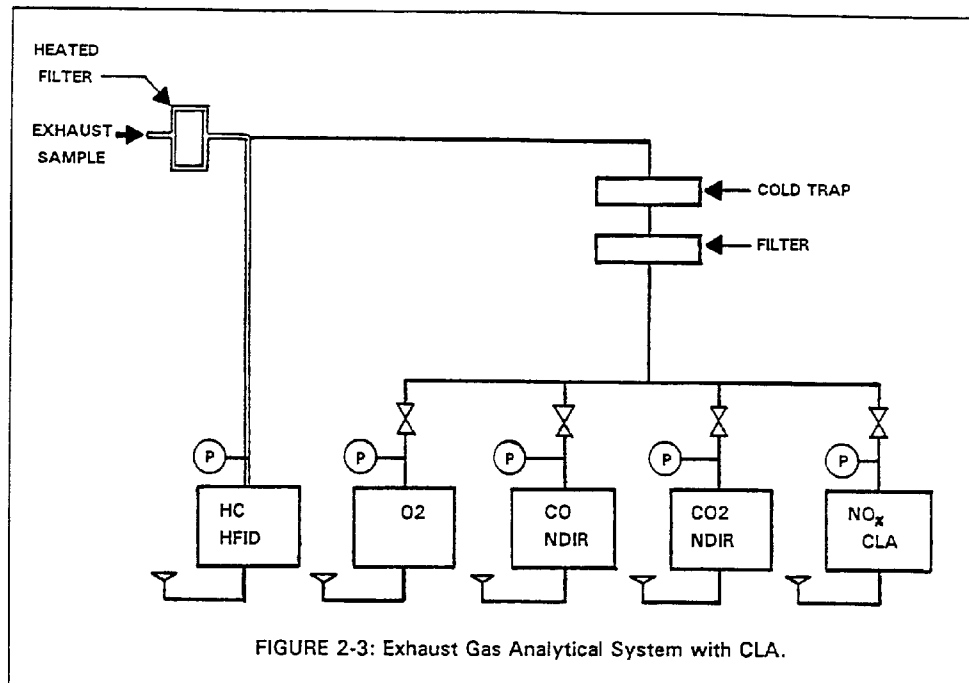 HEATED
FILTER
EXHAUST
SAMPLE
COLD TRAP
FILTER
P
P
P
P
P
HC
HFID
O2
CO
NDIR
CO2
NDIR
NOx
CLA
FIGURE 2-3: Exhaust Gas Analytical System with CLA.